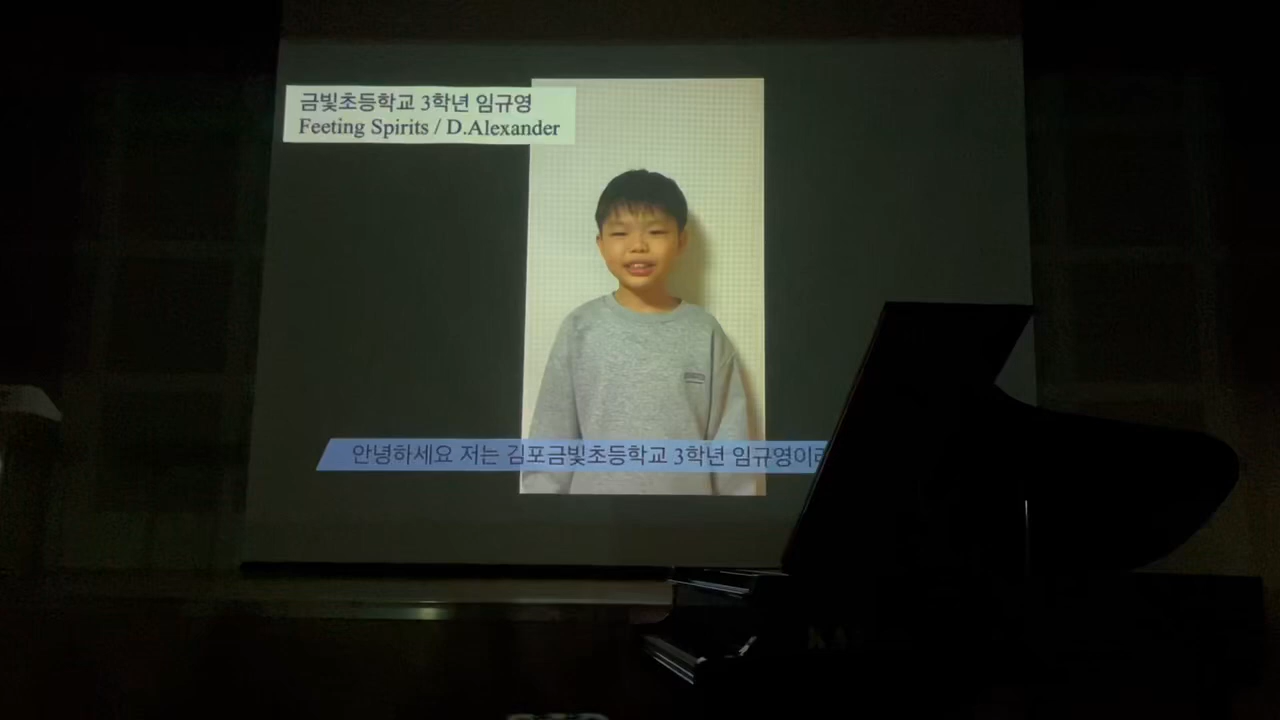 금빛초등학교 3학년 임규영
Feeting Spirits / D.Alexander
안녕하세요 저는 김포금빛초등학교 3학년 임규영이라